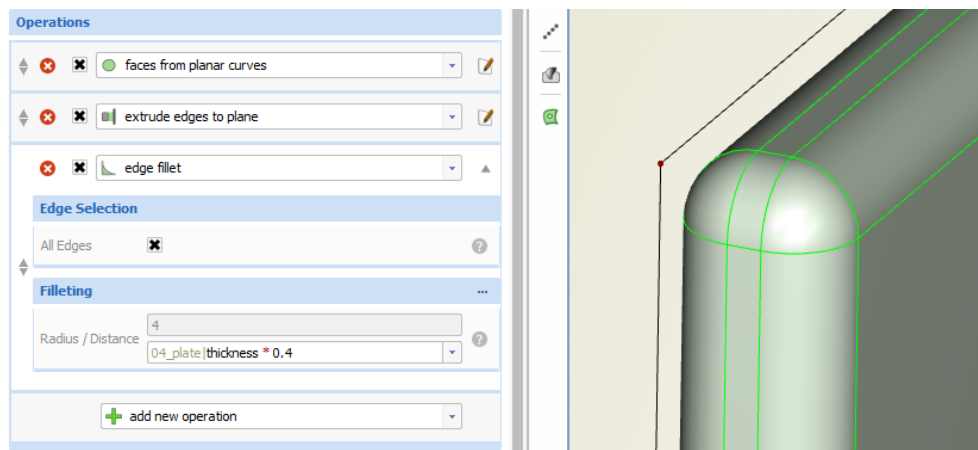 Operations
faces from planar curves
extrude edges to plane
edge fillet
Edge Selection
All Edges
Filleting
4
Radius / Distance
04_plate|thickness * 0.4
add new operation